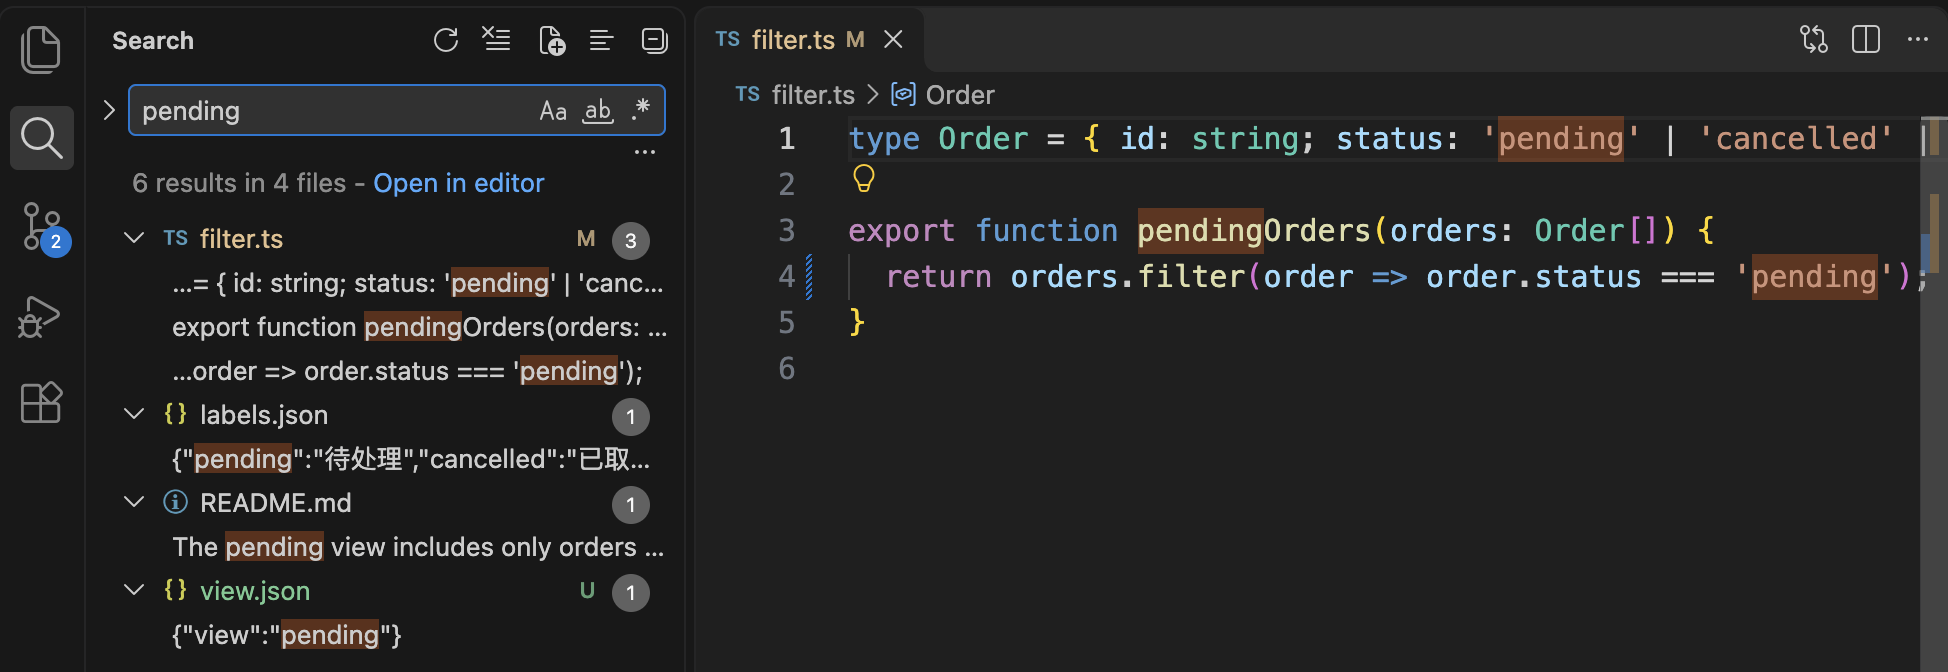 Search
pending
Aa ab .*
6 results in 4 files - Open in editor
TS filter.ts M 3
...= { id: string; status: 'pending' | 'canc...
export function pendingOrders(orders: ...
...order => order.status === 'pending');
{} labels.json 1
{"pending":"待处理","cancelled":"已取...
README.md 1
The pending view includes only orders ...
{} view.json U 1
{"view":"pending"}
2
TS filter.ts M
TS filter.ts > Order
1 type Order = { id: string; status: 'pending' | 'cancelled' |
2
3 export function pendingOrders(orders: Order[]) {
4 return orders.filter(order => order.status === 'pending');
5 }
6